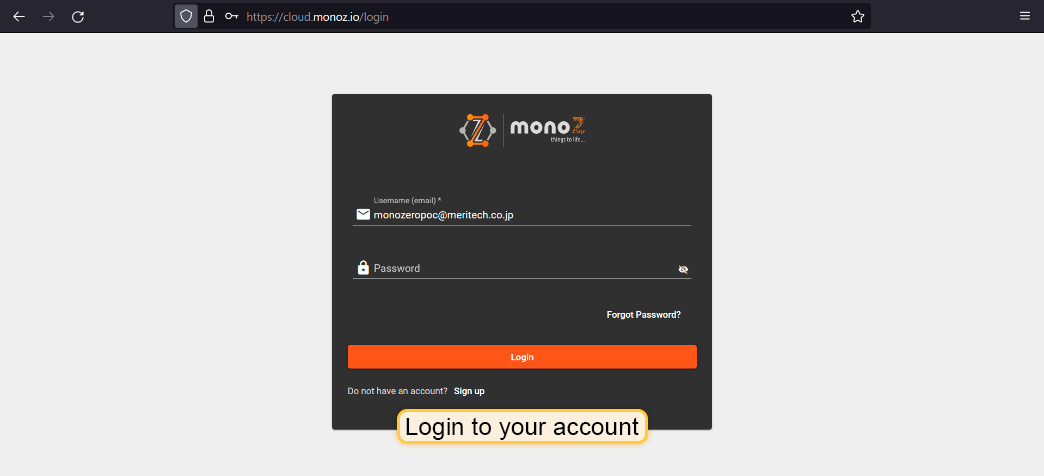 https://cloud.monoz.io/login
mono
things to life...
Username (email) *
monozeropoc@meritech.co.jp
Password
Forgot Password?
Login
Do not have an account? Sign up
Login to your account